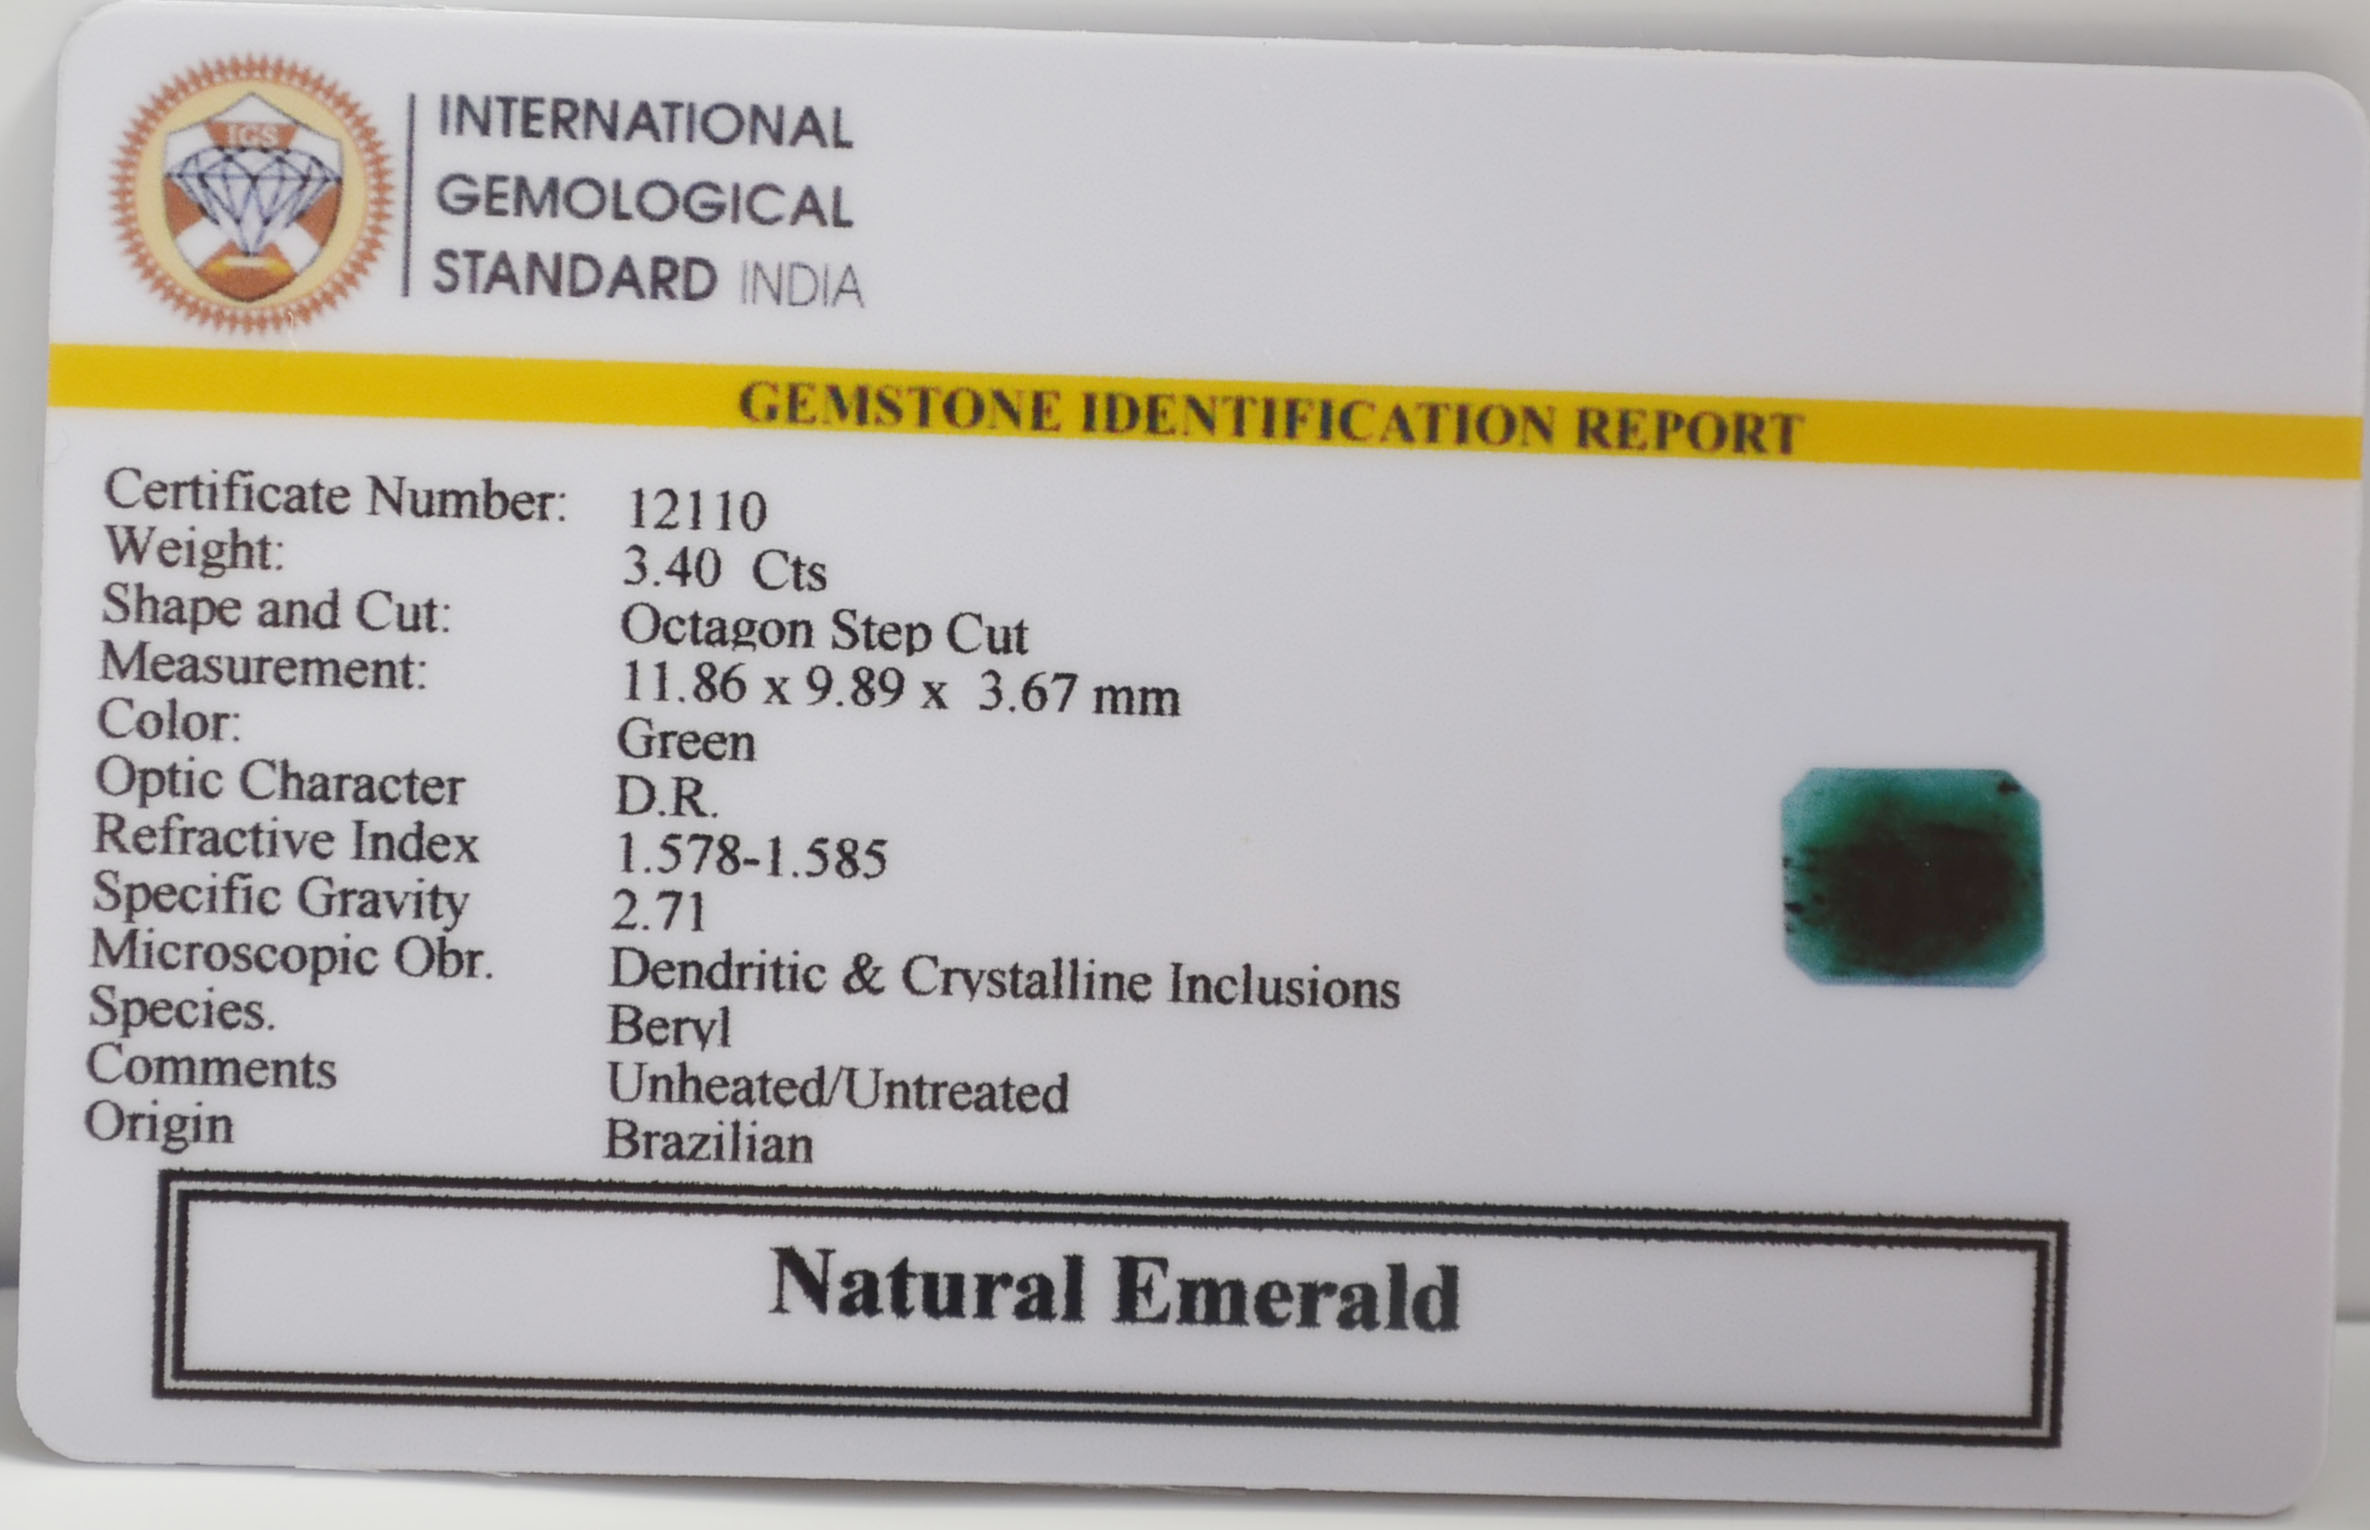 IGS
INTERNATIONAL
GEMOLOGICAL
STANDARD INDIA
GEMSTONE IDENTIFICATION REPORT
Certificate Number: 12110
Weight: 3.40 Cts
Shape and Cut: Octagon Step Cut
Measurement: 11.86 x 9.89 x 3.67 mm
Color: Green
Optic Character D.R.
Refractive Index 1.578-1.585
Specific Gravity 2.71
Microscopic Obr. Dendritic & Crystalline Inclusions
Species. Beryl
Comments Unheated/Untreated
Origin Brazilian
Natural Emerald